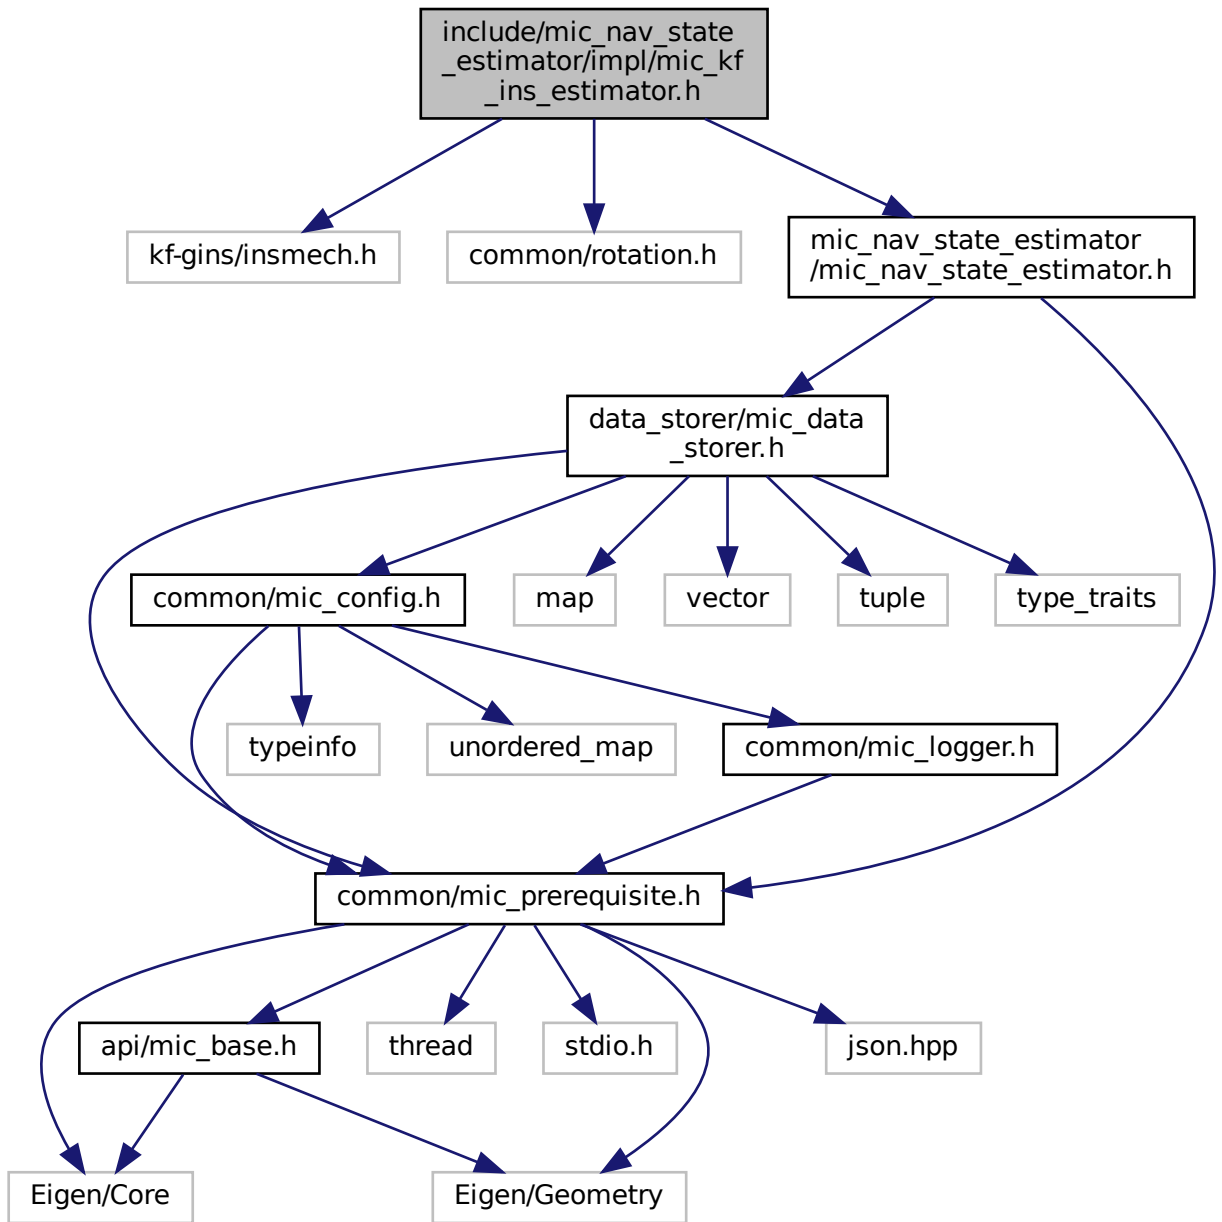 include/mic_nav_state
_estimator/impl/mic_kf
_ins_estimator.h
kf-gins/insmech.h
common/rotation.h
mic_nav_state_estimator
/mic_nav_state_estimator.h
data_storer/mic_data
_storer.h
common/mic_config.h
map
vector
tuple
type_traits
typeinfo
unordered_map
common/mic_logger.h
common/mic_prerequisite.h
api/mic_base.h
thread
stdio.h
json.hpp
Eigen/Core
Eigen/Geometry